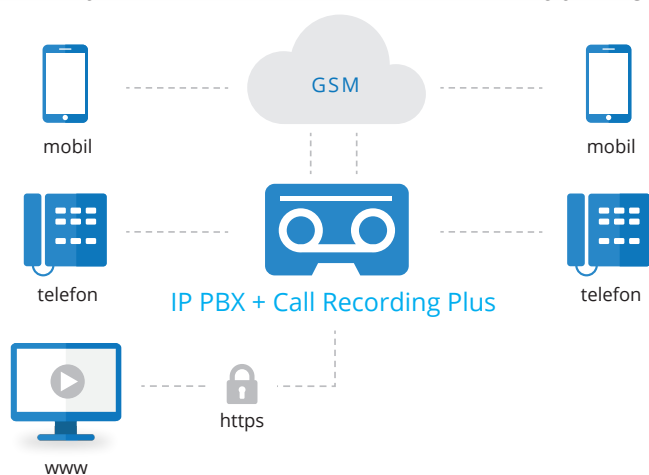 GSM
mobil
mobil
telefon
telefon
IP PBX + Call Recording Plus
https
www